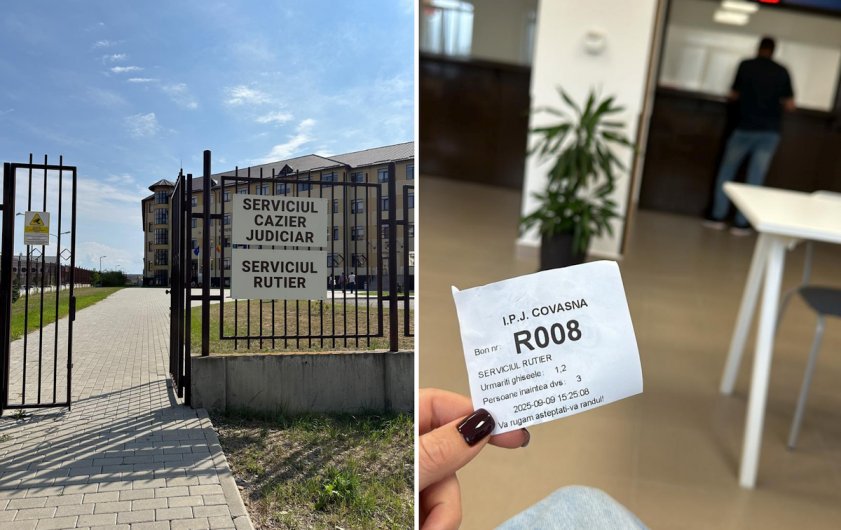 SERVICIUL
CAZIER
JUDICIAR
SERVICIUL
RUTIER
I.P.J. COVASNA
Bon nr: R008
SERVICIUL RUTIER
Urmariti ghiseele: 1,2
Persoane inaintea dvs: 3
2025-09-09 15:25:08
Va rugam asteptati-va randul!